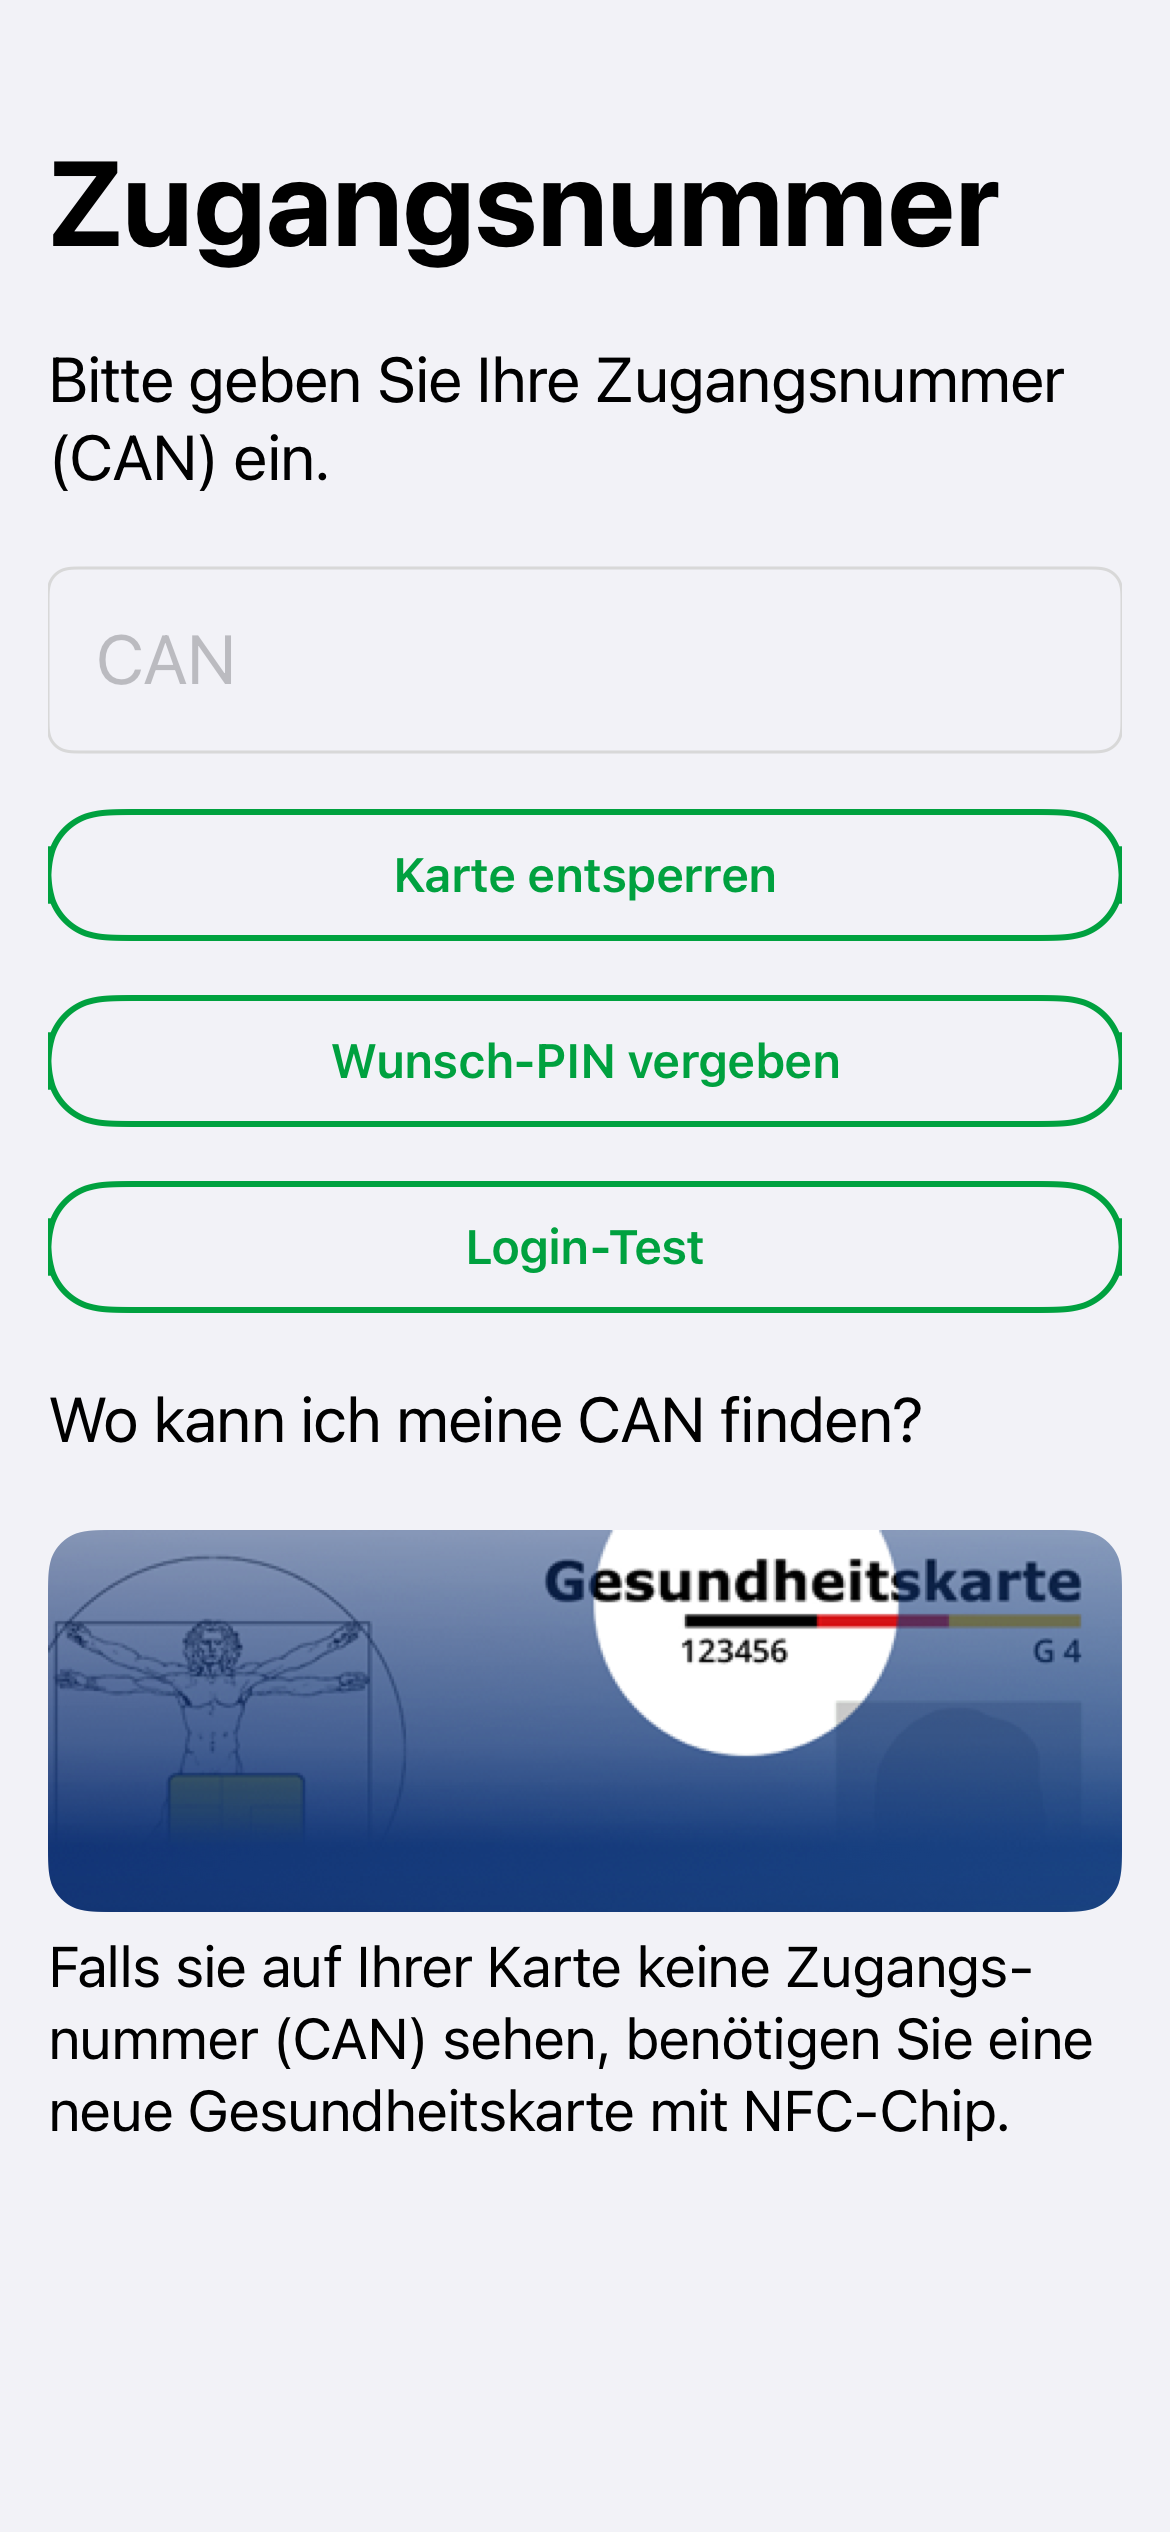 Zugangsnummer
Bitte geben Sie Ihre Zugangsnummer
(CAN) ein.
CAN
Karte entsperren
Wunsch-PIN vergeben
Login-Test
Wo kann ich meine CAN finden?
Gesundheitskarte
123456 G 4
Falls sie auf Ihrer Karte keine Zugangs-
nummer (CAN) sehen, benötigen Sie eine
neue Gesundheitskarte mit NFC-Chip.